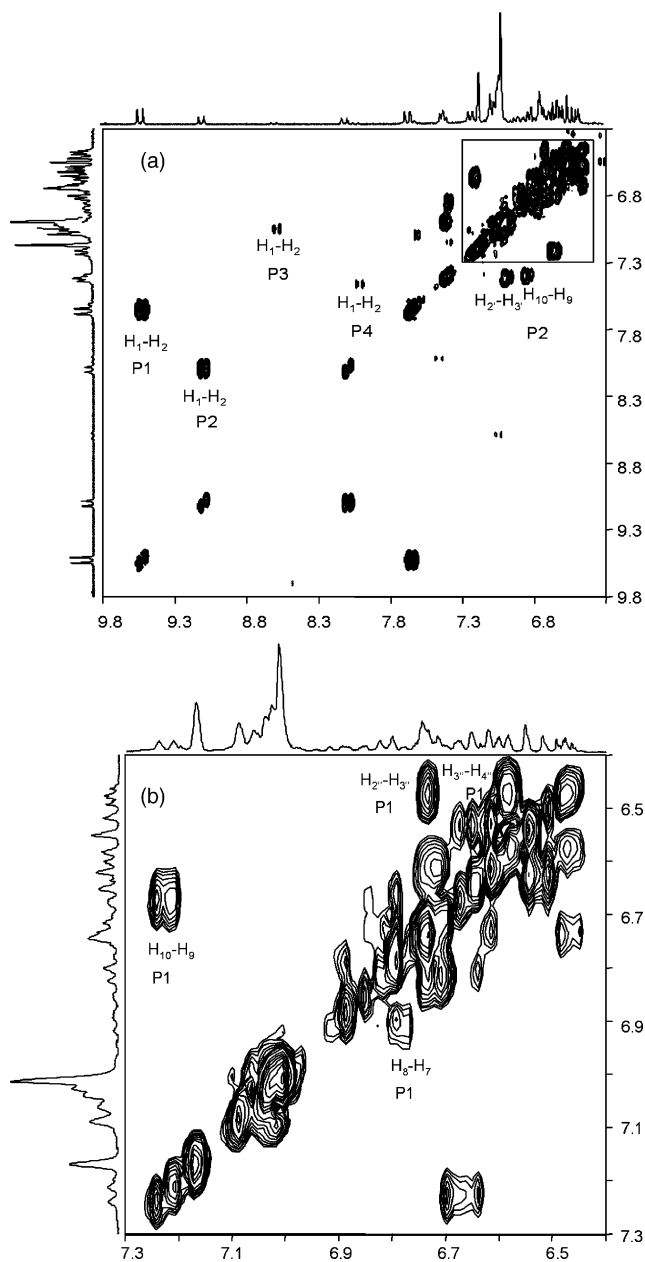 (a)
6.8
H₁–H₂
P3
7.3
H₁–H₂
P4
H₂'–H₃' H₁₀–H₉
P2
7.8
H₁–H₂
P1
H₁–H₂
P2
8.3
8.8
9.3
9.8
9.8 9.3 8.8 8.3 7.8 7.3 6.8
(b)
H₂''–H₃''
P1
H₃''–H₄''
P1
6.5
6.7
H₁₀–H₉
P1
6.9
H₈–H₇
P1
7.1
7.3
7.3 7.1 6.9 6.7 6.5